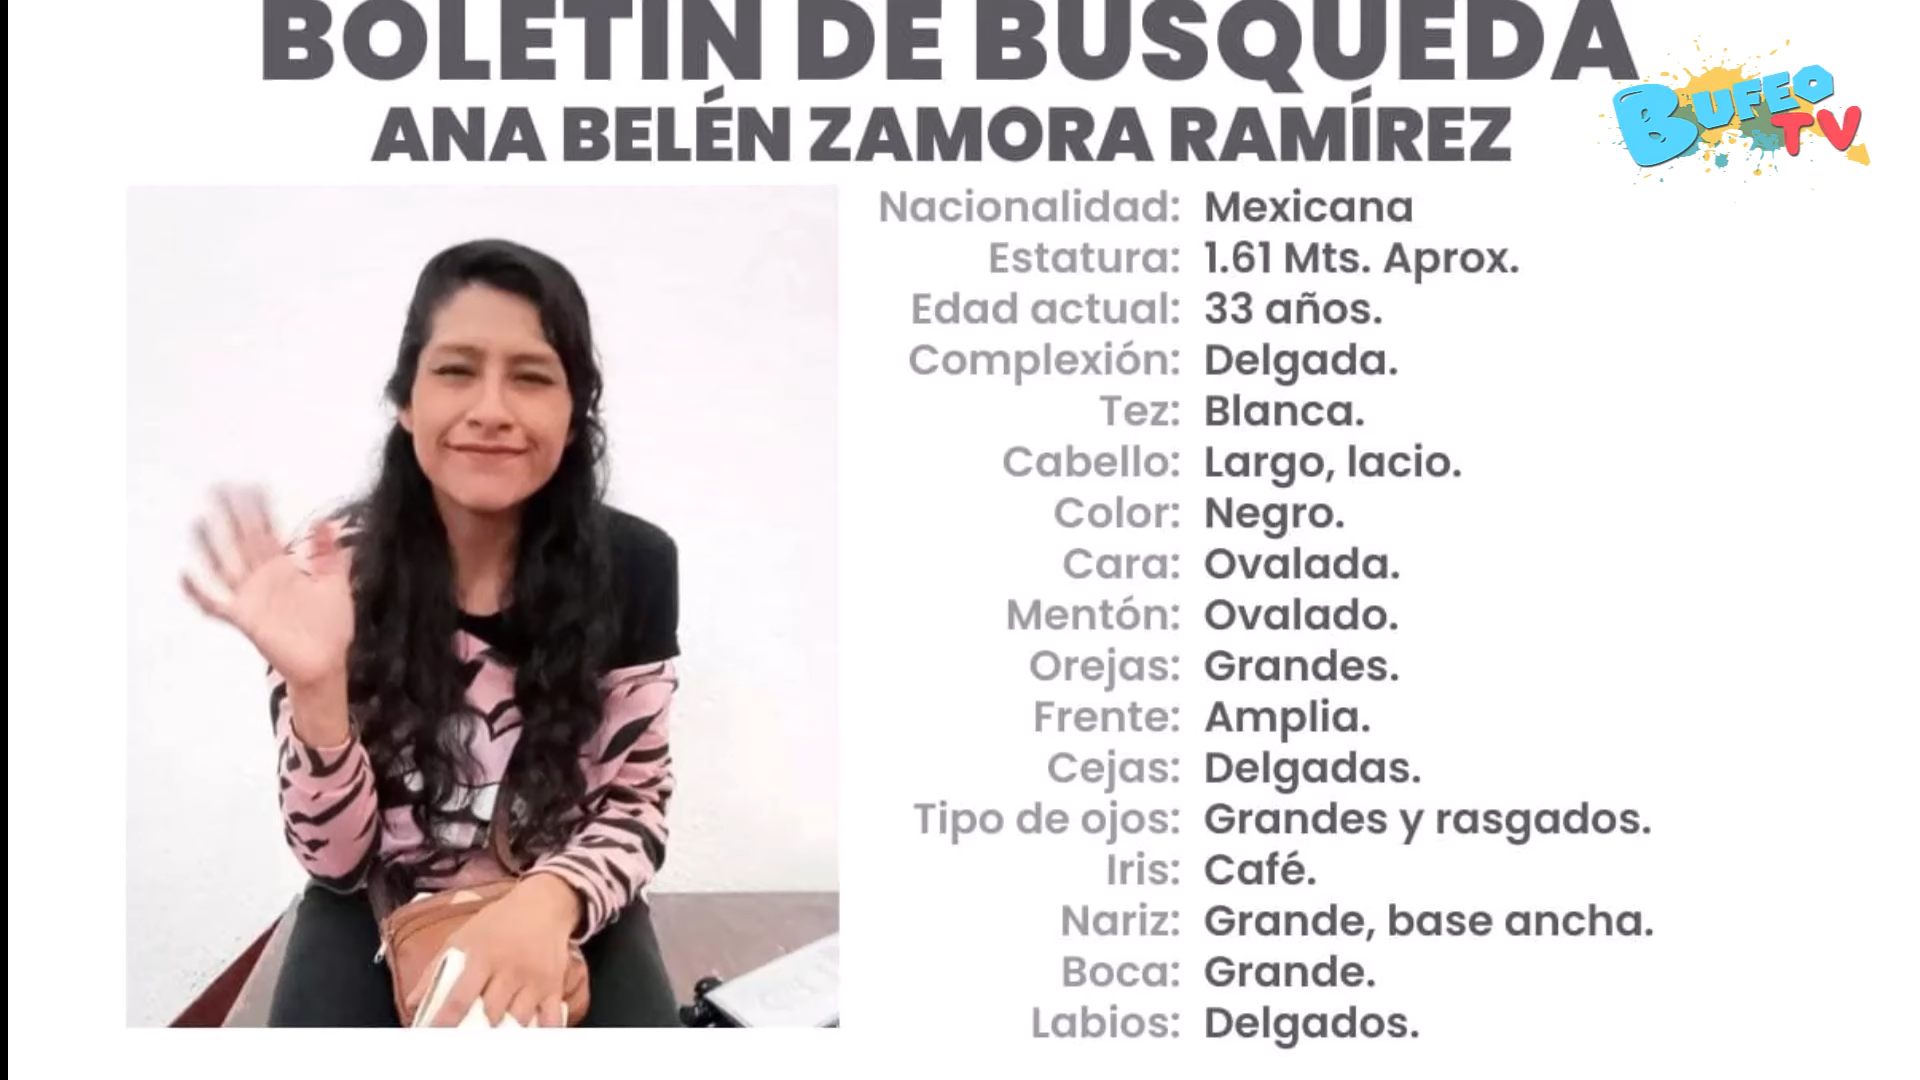 BOLETÍN DE BÚSQUEDA
ANA BELÉN ZAMORA RAMÍREZ
BUFEO
TV
Nacionalidad: Mexicana
Estatura: 1.61 Mts. Aprox.
Edad actual: 33 años.
Complexión: Delgada.
Tez: Blanca.
Cabello: Largo, lacio.
Color: Negro.
Cara: Ovalada.
Mentón: Ovalado.
Orejas: Grandes.
Frente: Amplia.
Cejas: Delgadas.
Tipo de ojos: Grandes y rasgados.
Iris: Café.
Nariz: Grande, base ancha.
Boca: Grande.
Labios: Delgados.